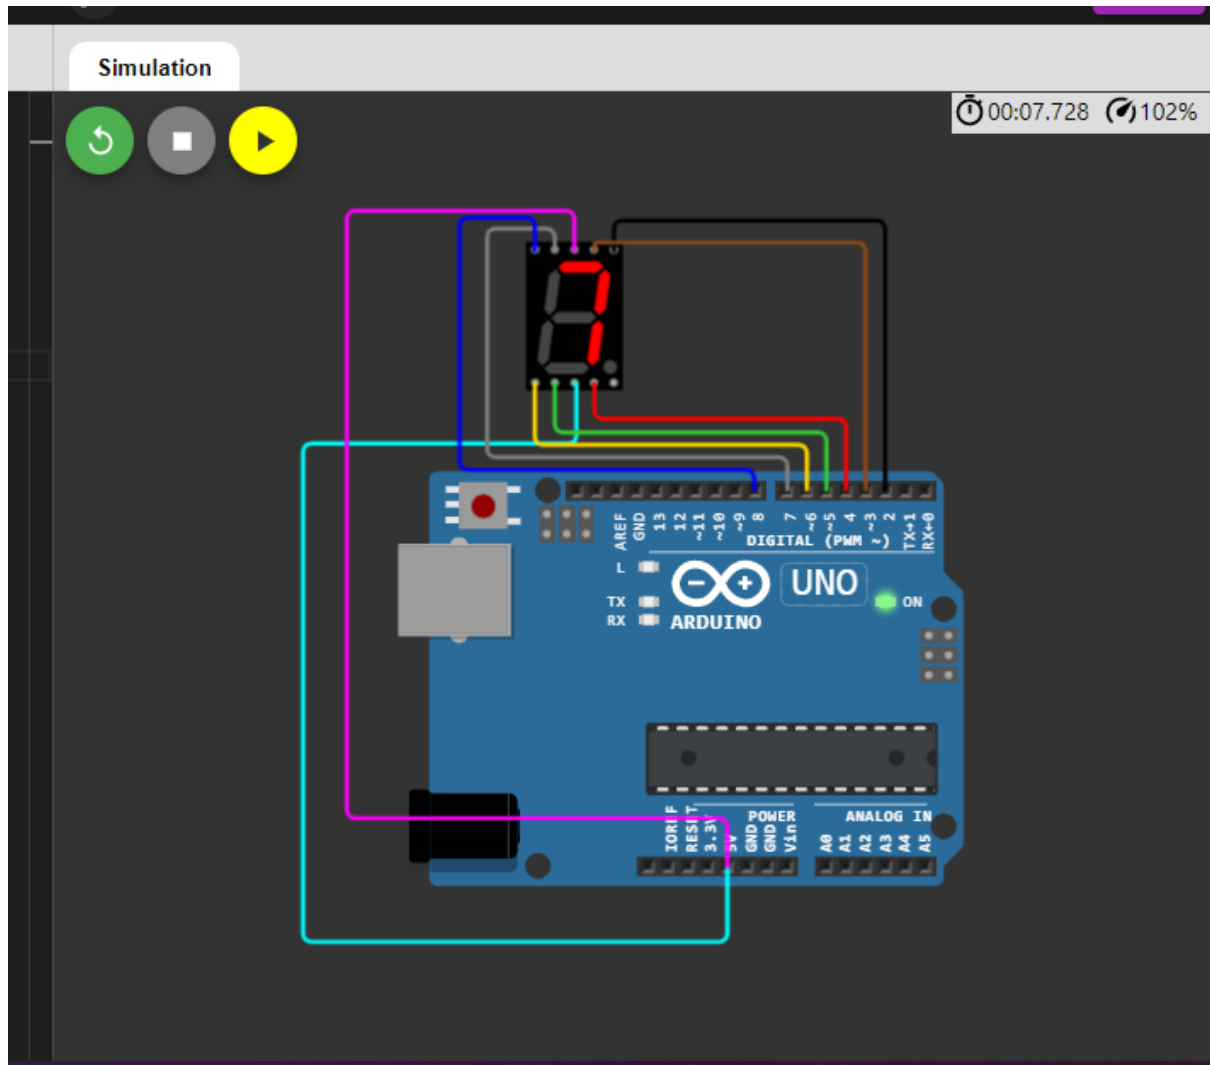 Simulation
00:07.728 102%
AREF
GND
13
12
~11
~10
~9
8
7
~6
~5
4
~3
2
TX→1
RX←0
DIGITAL (PWM ~)
L
TX
RX
UNO
ARDUINO
ON
IOREF
RESET
3.3V
5V
GND
GND
Vin
POWER
ANALOG IN
A0
A1
A2
A3
A4
A5